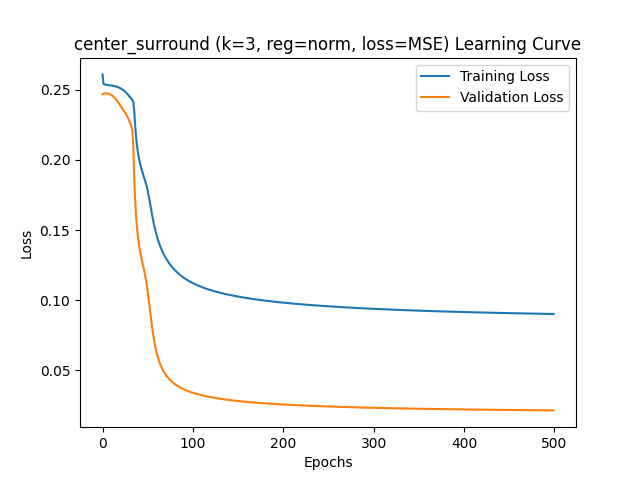 center_surround (k=3, reg=norm, loss=MSE) Learning Curve
Training Loss
Validation Loss
0.25
0.20
0.15
0.10
0.05
Loss
0
100
200
300
400
500
Epochs